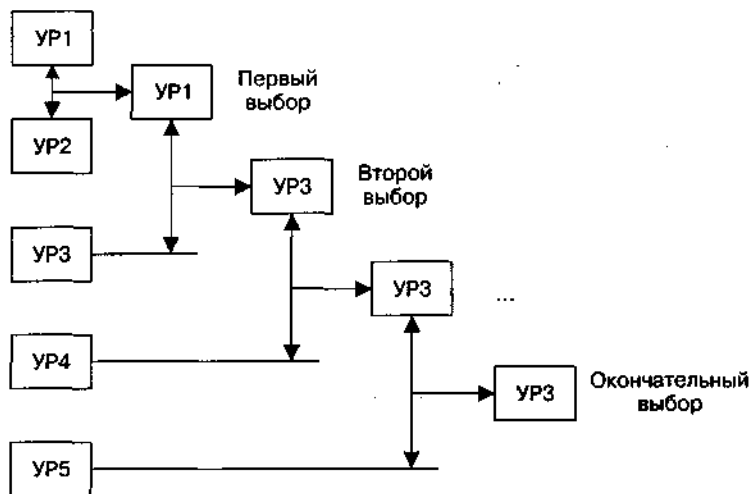 УР1
УР1
Первый
выбор
УР2
УР3
Второй
выбор
УР3
УР3
...
УР4
УР3
Окончательный
выбор
УР5